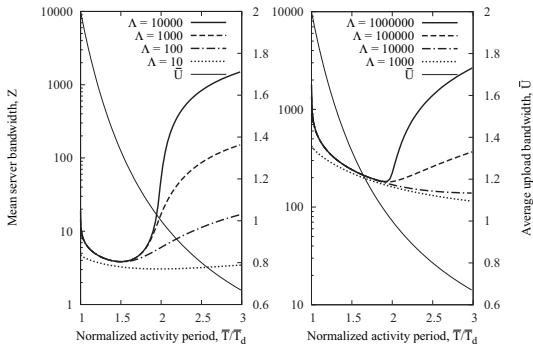 Mean server bandwidth, Z
10000
1000
100
10
1
Λ = 10000
Λ = 1000
Λ = 100
Λ = 10
Ū
2
1.8
1.6
1.4
1.2
1
0.8
0.6
1 1.5 2 2.5 3
Normalized activity period, T̄/T̄d
10000
1000
100
10
Λ = 1000000
Λ = 100000
Λ = 10000
Λ = 1000
Ū
2
1.8
1.6
1.4
1.2
1
0.8
0.6
1 1.5 2 2.5 3
Normalized activity period, T̄/T̄d
Average upload bandwidth, Ū